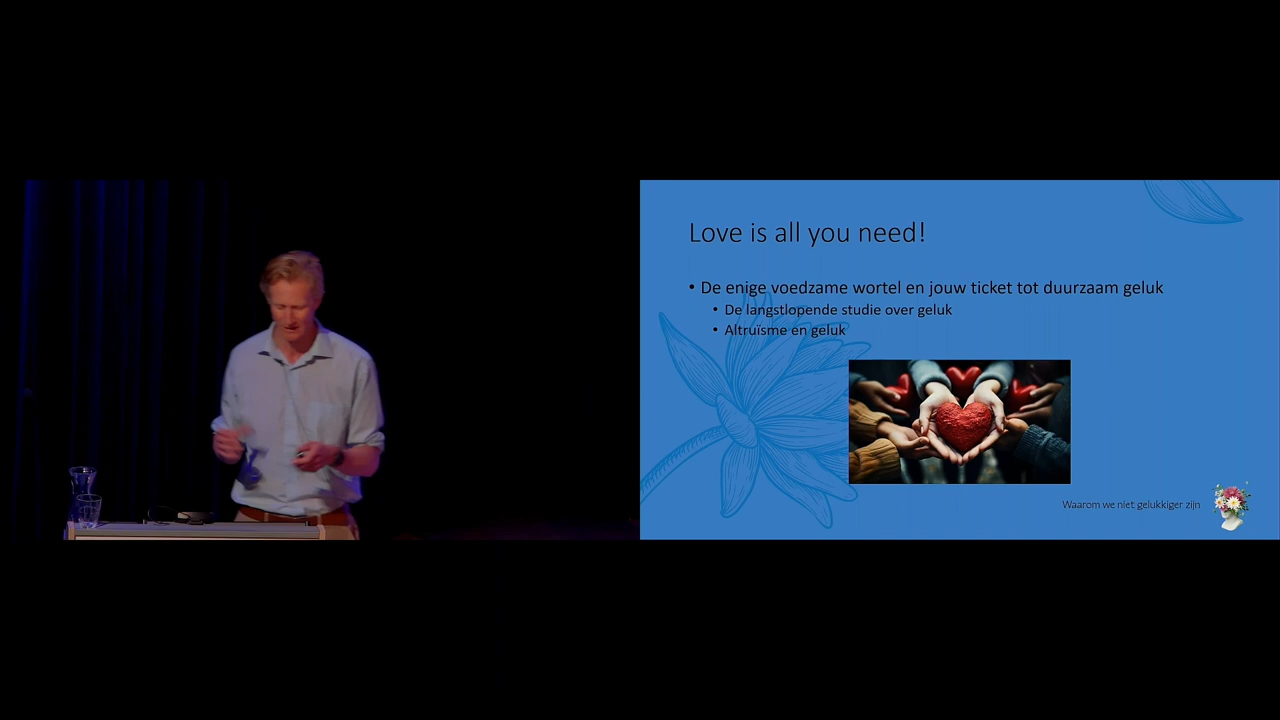 Love is all you need!
• De enige voedzame wortel en jouw ticket tot duurzaam geluk
• De langstlopende studie over geluk
• Altruïsme en geluk
Waarom we niet gelukkiger zijn